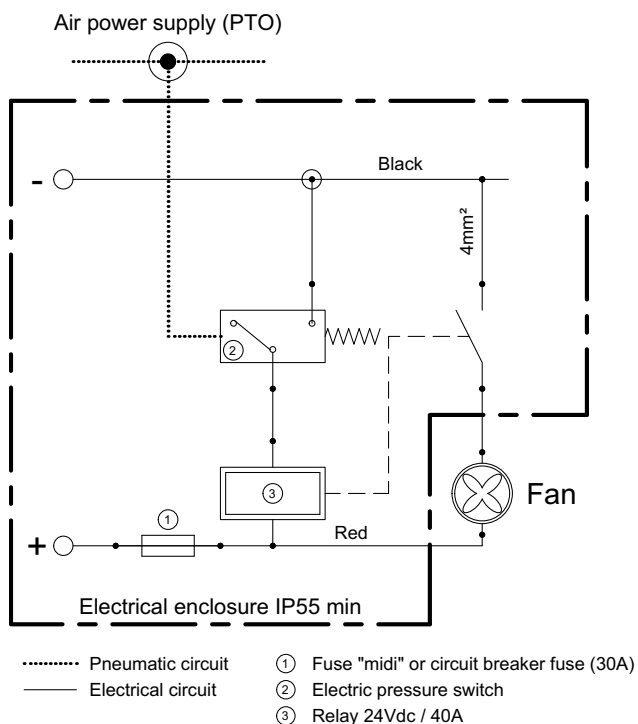 Air power supply (PTO)
-
Black
4mm²
2
3
Fan
1
+
Red
Electrical enclosure IP55 min
Pneumatic circuit
Electrical circuit
1 Fuse "midi" or circuit breaker fuse (30A)
2 Electric pressure switch
3 Relay 24Vdc / 40A